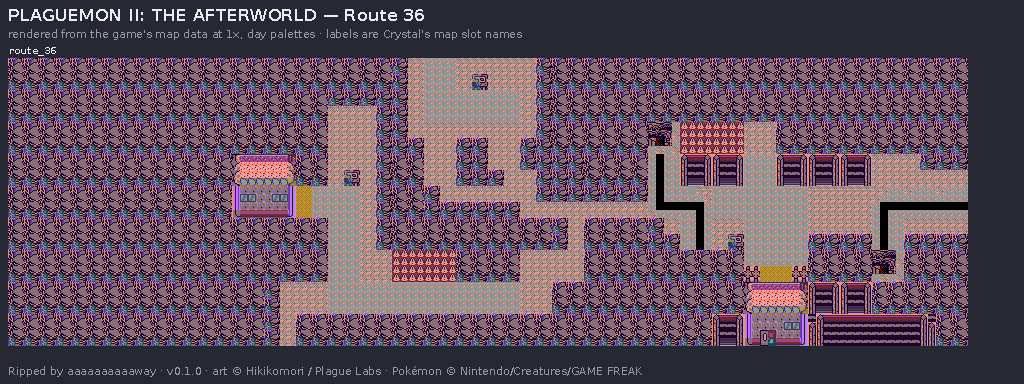 PLAGUEMON II: THE AFTERWORLD — Route 36
rendered from the game's map data at 1x, day palettes · labels are Crystal's map slot names
route_36
Ripped by aaaaaaaaaaway · v0.1.0 · art © Hikikomori / Plague Labs · Pokémon © Nintendo/Creatures/GAME FREAK